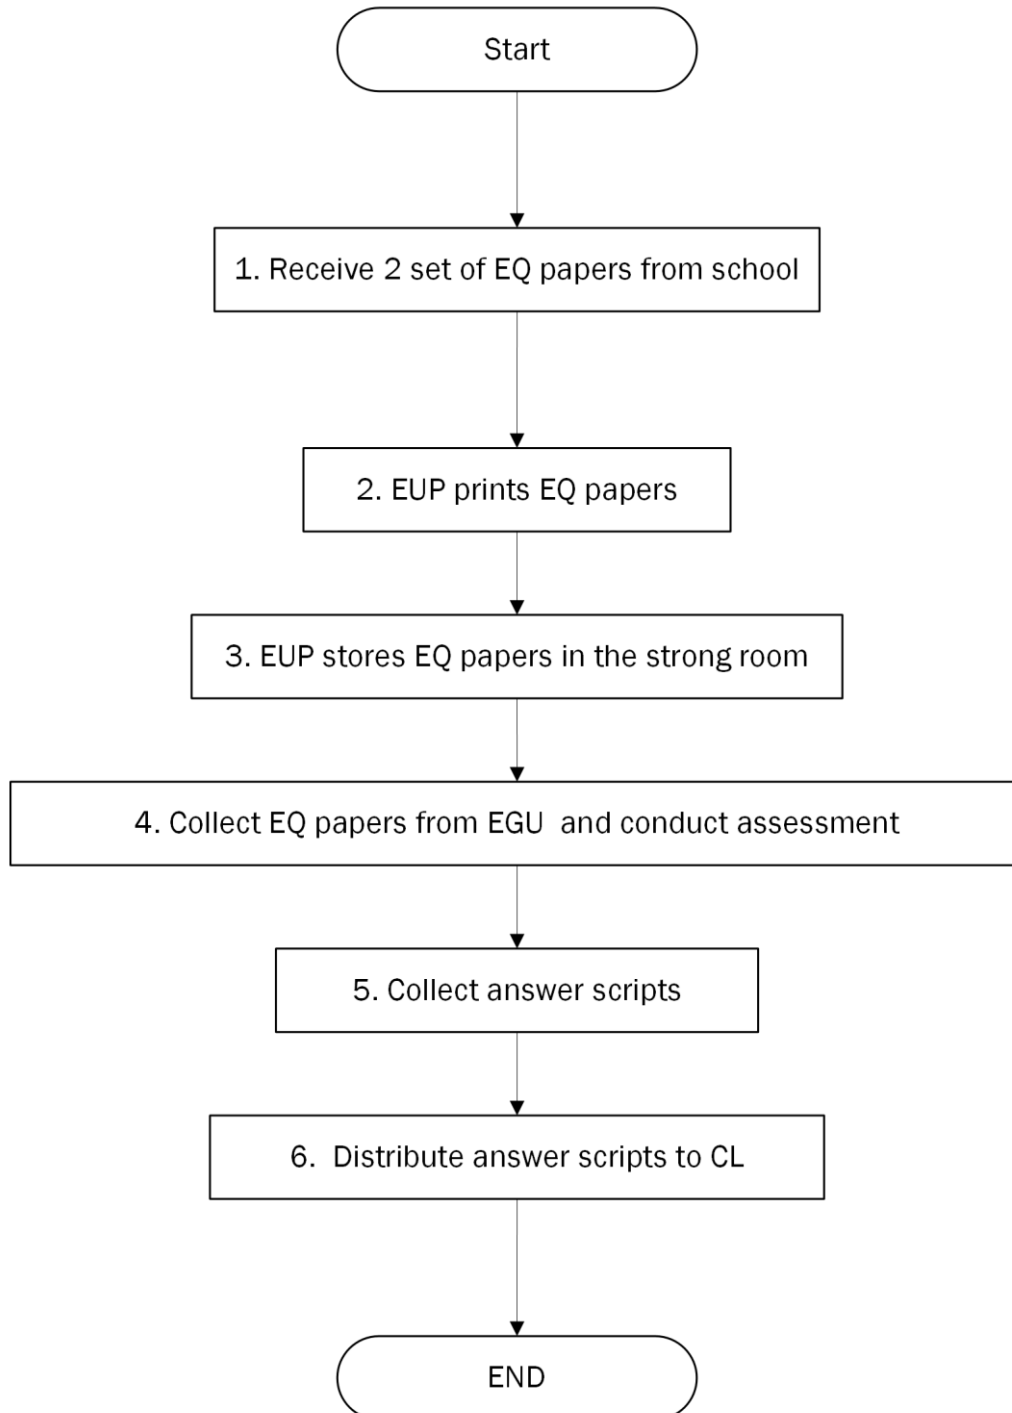 Start
1. Receive 2 set of EQ papers from school
2. EUP prints EQ papers
3. EUP stores EQ papers in the strong room
4. Collect EQ papers from EGU  and conduct assessment
5. Collect answer scripts
6.  Distribute answer scripts to CL
END